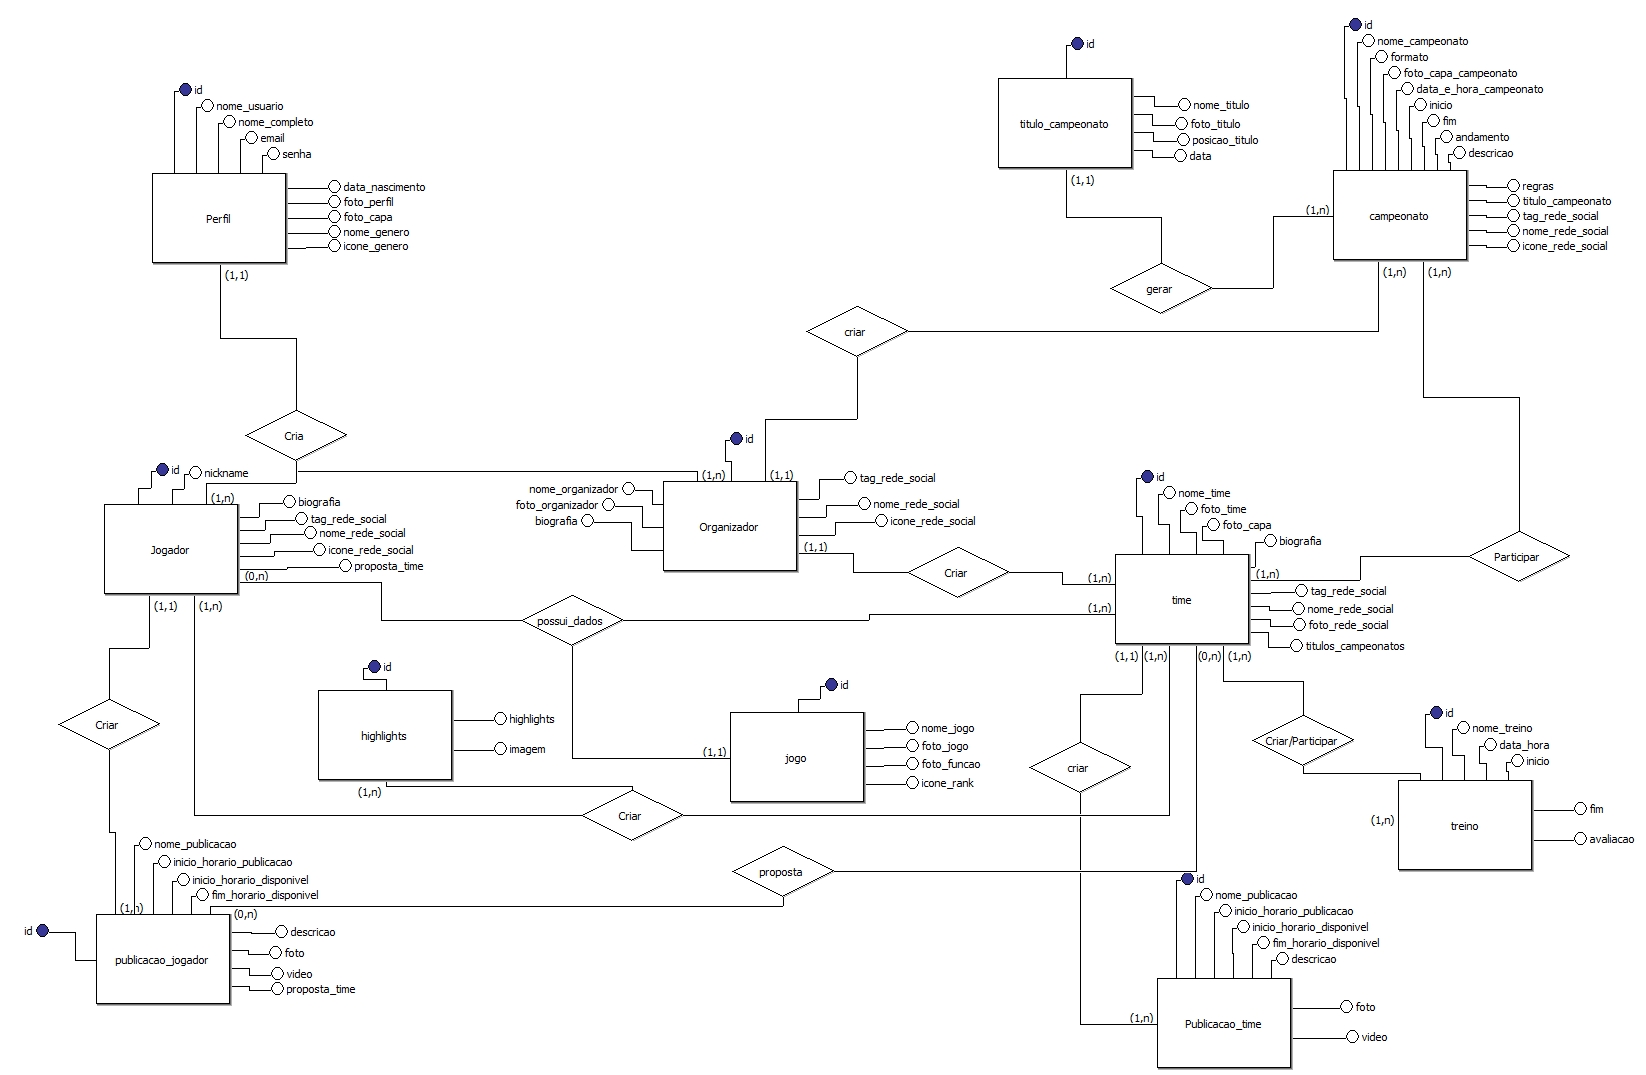 id
nome_usuario
nome_completo
email
senha
Perfil
data_nascimento
foto_perfil
foto_capa
nome_genero
icone_genero
(1,1)
id
titulo_campeonato
nome_titulo
foto_titulo
posicao_titulo
data
(1,1)
id
nome_campeonato
formato
foto_capa_campeonato
data_e_hora_campeonato
inicio
fim
andamento
descricao
(1,n)
campeonato
regras
titulo_campeonato
tag_rede_social
nome_rede_social
icone_rede_social
(1,n)
(1,n)
gerar
criar
Cria
id
nickname
(1,n)
Jogador
biografia
tag_rede_social
nome_rede_social
icone_rede_social
proposta_time
(0,n)
(1,1)
(1,n)
id
(1,n)
(1,1)
nome_organizador
foto_organizador
biografia
Organizador
tag_rede_social
nome_rede_social
icone_rede_social
(1,1)
Criar
id
nome_time
foto_time
foto_capa
biografia
(1,n)
(1,n)
(1,n)
time
tag_rede_social
nome_rede_social
foto_rede_social
titulos_campeonatos
(1,1)
(1,n)
(0,n)
(1,n)
Participar
possui_dados
Criar
id
highlights
highlights
imagem
(1,n)
id
(1,1)
jogo
nome_jogo
foto_jogo
foto_funcao
icone_rank
Criar
criar
Criar/Participar
id
nome_treino
data_hora
inicio
(1,n)
treino
fim
avaliacao
proposta
nome_publicacao
inicio_horario_publicacao
inicio_horario_disponivel
fim_horario_disponivel
(1,n)
(0,n)
id
publicacao_jogador
descricao
foto
video
proposta_time
id
nome_publicacao
inicio_horario_publicacao
inicio_horario_disponivel
fim_horario_disponivel
descricao
(1,n)
Publicacao_time
foto
video